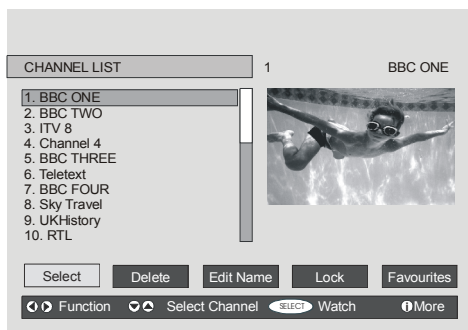 CHANNEL LIST 1 BBC ONE
1. BBC ONE
2. BBC TWO
3. ITV 8
4. Channel 4
5. BBC THREE
6. Teletext
7. BBC FOUR
8. Sky Travel
9. UKHistory
10. RTL
Select Delete Edit Name Lock Favourites
Function Select Channel SELECT Watch i More